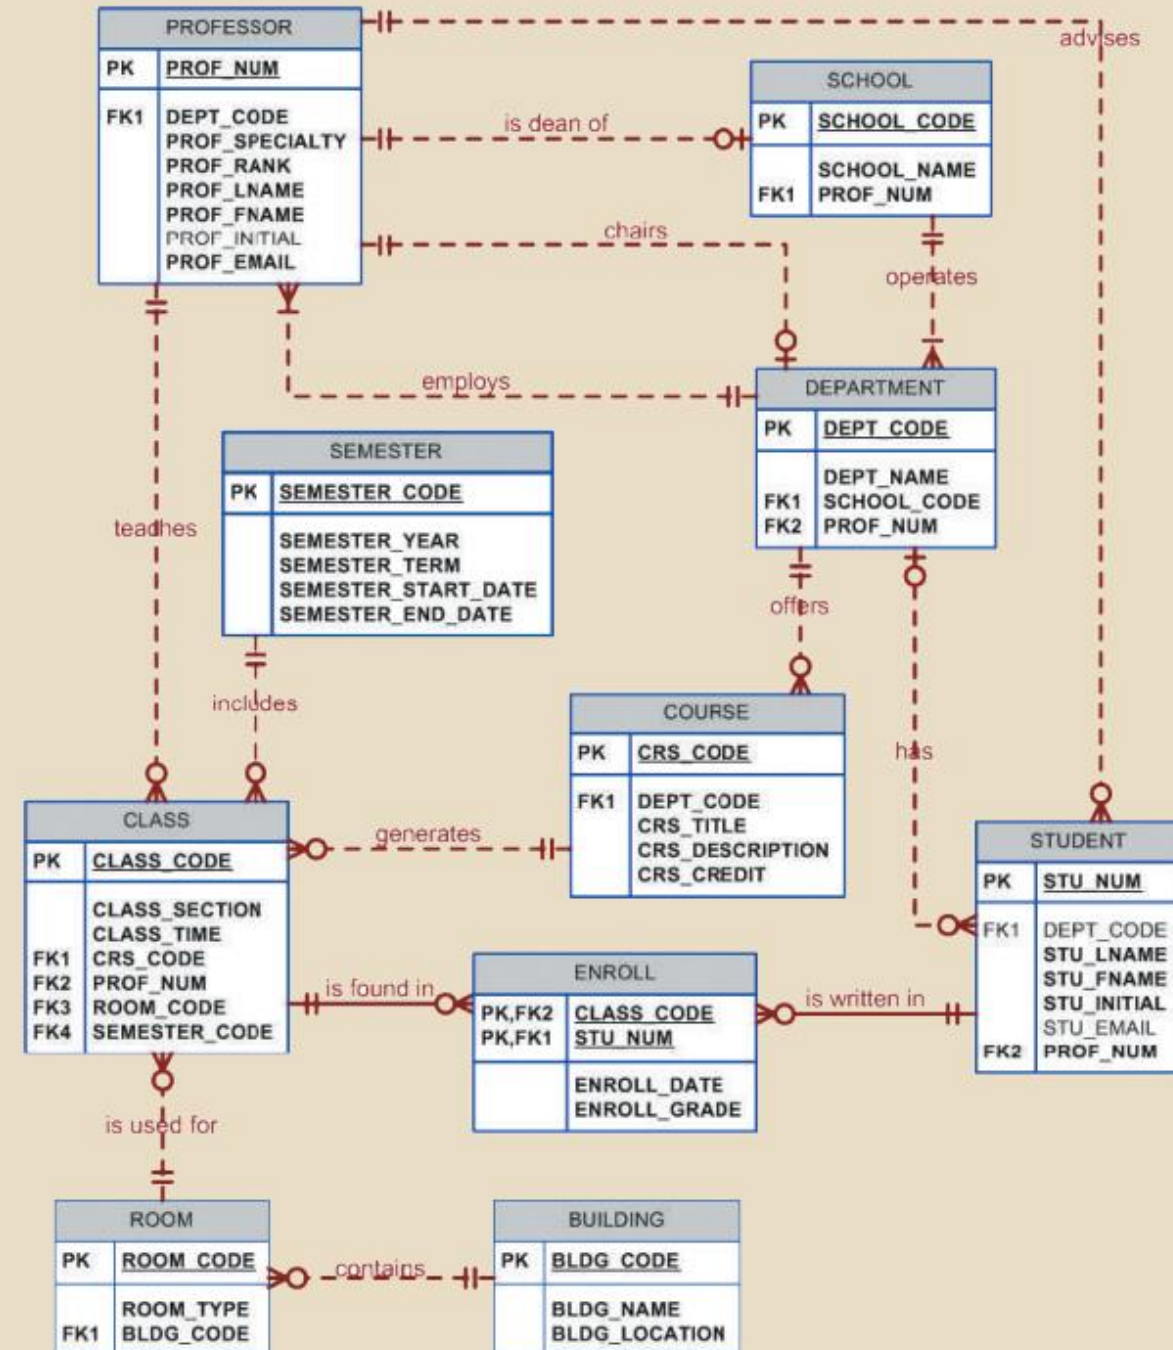 PROFESSOR
PK PROF_NUM
FK1 DEPT_CODE
PROF_SPECIALTY
PROF_RANK
PROF_LNAME
PROF_FNAME
PROF_INITIAL
PROF_EMAIL
advises
is dean of
SCHOOL
PK SCHOOL_CODE
SCHOOL_NAME
FK1 PROF_NUM
chairs
operates
employs
DEPARTMENT
PK DEPT_CODE
DEPT_NAME
FK1 SCHOOL_CODE
FK2 PROF_NUM
SEMESTER
PK SEMESTER_CODE
SEMESTER_YEAR
SEMESTER_TERM
SEMESTER_START_DATE
SEMESTER_END_DATE
teaches
includes
offers
has
COURSE
PK CRS_CODE
FK1 DEPT_CODE
CRS_TITLE
CRS_DESCRIPTION
CRS_CREDIT
CLASS
PK CLASS_CODE
CLASS_SECTION
CLASS_TIME
FK1 CRS_CODE
FK2 PROF_NUM
FK3 ROOM_CODE
FK4 SEMESTER_CODE
generates
STUDENT
PK STU_NUM
FK1 DEPT_CODE
STU_LNAME
STU_FNAME
STU_INITIAL
STU_EMAIL
FK2 PROF_NUM
is found in
ENROLL
PK,FK2 CLASS_CODE
PK,FK1 STU_NUM
ENROLL_DATE
ENROLL_GRADE
is written in
is used for
ROOM
PK ROOM_CODE
ROOM_TYPE
FK1 BLDG_CODE
contains
BUILDING
PK BLDG_CODE
BLDG_NAME
BLDG_LOCATION